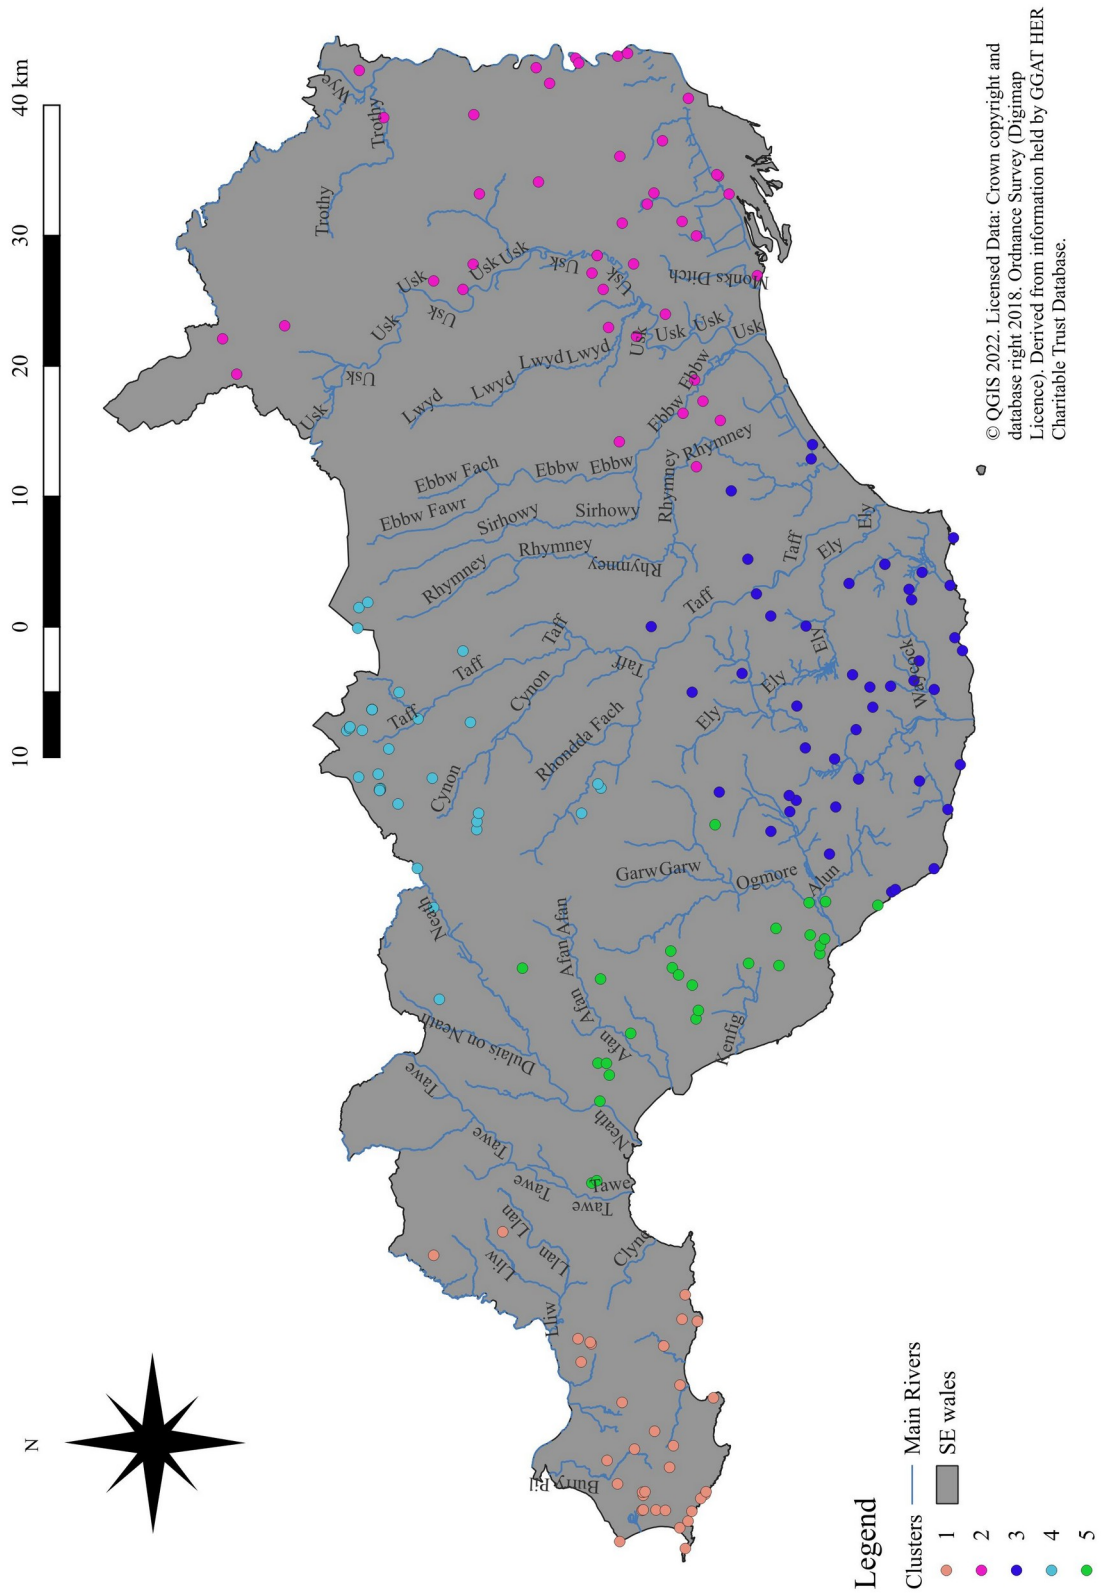 N
10 0 10 20 30 40 km
Wye
Trothy
Trothy
Usk
Usk
Usk
Usk
Usk
Usk
Usk
Usk
Usk
Usk
Usk
Usk
Usk
Usk
Monks Ditch
Lwyd
Lwyd
Lwyd
Lwyd
Ebbw
Ebbw
Ebbw Fach
Ebbw
Ebbw
Ebbw Fawr
Sirhowy
Sirhowy
Rhymney
Rhymney
Rhymney
Rhymney
Rhymney
Taff
Taff
Taff
Taff
Taff
Taff
Cynon
Cynon
Rhondda Fach
Ely
Ely
Ely
Ely
Ely
Waycock
Garw
Garw
Ogmore
Alun
Neath
Neath
Afan
Afan
Afan
Afan
Kenfig
Dulais on Neath
Tawe
Tawe
Tawe
Tawe
Tawe
Llan
Llan
Lliw
Lliw
Clyne
Burry Pil
Legend
Clusters
1
2
3
4
5
Main Rivers
SE wales
© QGIS 2022. Licensed Data: Crown copyright and
database right 2018. Ordnance Survey (Digimap
Licence). Derived from information held by GGAT HER
Charitable Trust Database.